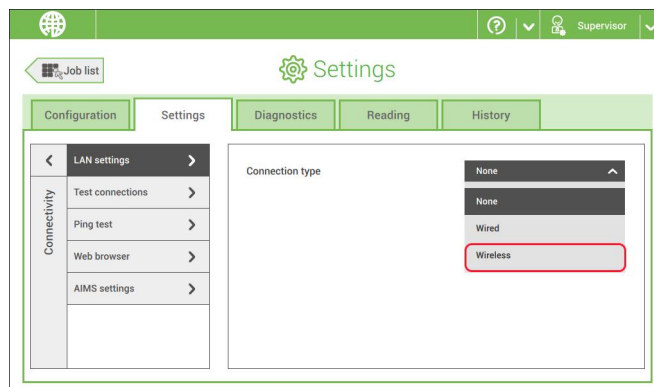 Supervisor
Job list
Settings
Configuration
Settings
Diagnostics
Reading
History
Connectivity
LAN settings
Test connections
Ping test
Web browser
AIMS settings
Connection type
None
None
Wired
Wireless